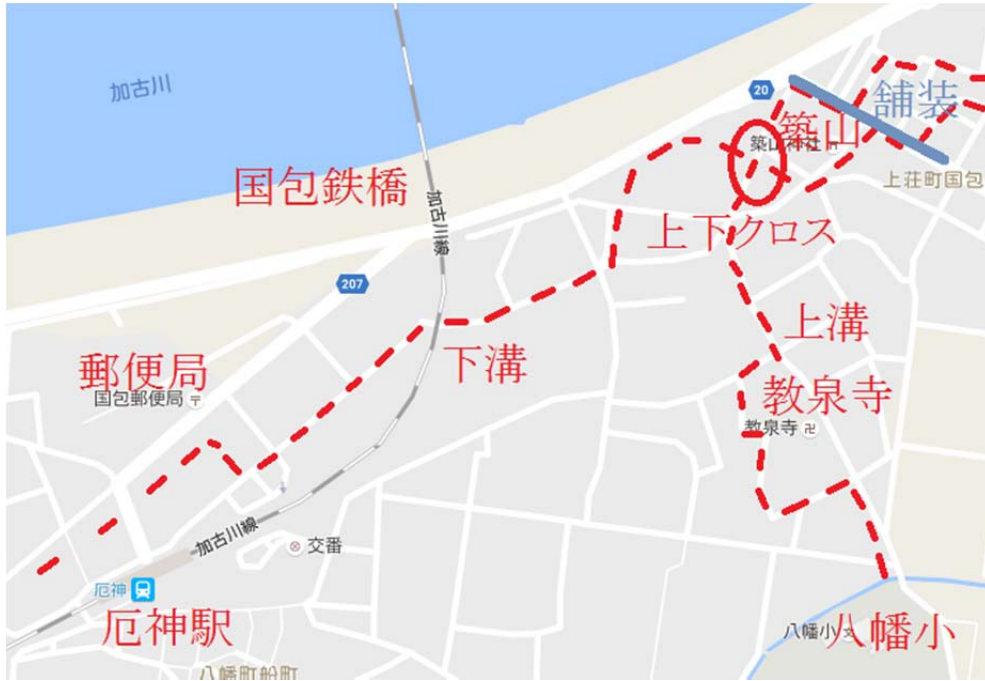 加古川
20
舗装
築山
築山神社
上荘町国包
国包鉄橋
加古川線
上下クロス
207
上溝
郵便局
国包郵便局
下溝
教泉寺
教泉寺
加古川線
交番
厄神
厄神駅
八幡小
八幡小
八幡町船町